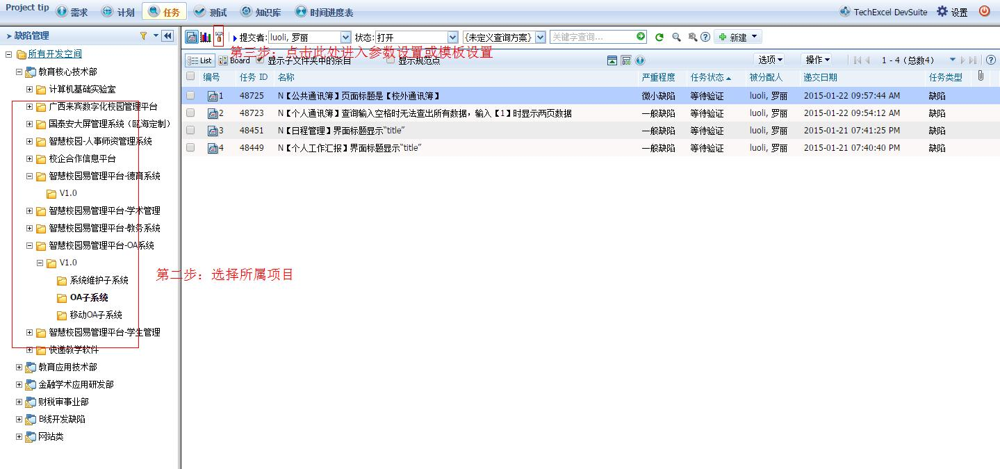 Project tip 需求 计划 任务 测试 知识库 时间进度表 TechExcel DevSuite 设置
缺陷管理
提交者: luoli, 罗丽 状态: 打开 {未定义查询方案} 关键字查询... 新建
第三步：点击此处进入参数设置或模板设置
List Board 显示子文件夹中的条目 显示规范点 选项 操作 1 - 4 (总数4)
编号 任务 ID 名称 严重程度 任务状态 被分配人 递交日期 任务类型
1 48725 N【公共通讯簿】页面标题是【校外通讯簿】 微小缺陷 等待验证 luoli, 罗丽 2015-01-22 09:57:44 AM 缺陷
2 48723 N【个人通讯簿】查询输入空格时无法查出所有数据，输入【1】时显示两页数据 一般缺陷 等待验证 luoli, 罗丽 2015-01-22 09:54:12 AM 缺陷
3 48451 N【日程管理】界面标题显示“title” 一般缺陷 等待验证 luoli, 罗丽 2015-01-21 07:41:25 PM 缺陷
4 48449 N【个人工作汇报】界面标题显示“title” 一般缺陷 等待验证 luoli, 罗丽 2015-01-21 07:40:40 PM 缺陷
所有开发空间
教育核心技术部
计算机基础实验室
广西来宾数字化校园管理平台
国泰安大屏管理系统（瓯海定制）
智慧校园-人事师资管理系统
校企合作信息平台
智慧校园易管理平台-德育系统
V1.0
智慧校园易管理平台-学术管理
智慧校园易管理平台-教务系统
智慧校园易管理平台-OA系统
V1.0
第二步：选择所属项目
系统维护子系统
OA子系统
移动OA子系统
智慧校园易管理平台-学生管理
快递教学软件
教育应用技术部
金融学术应用研发部
财税审事业部
B线开发缺陷
网站类